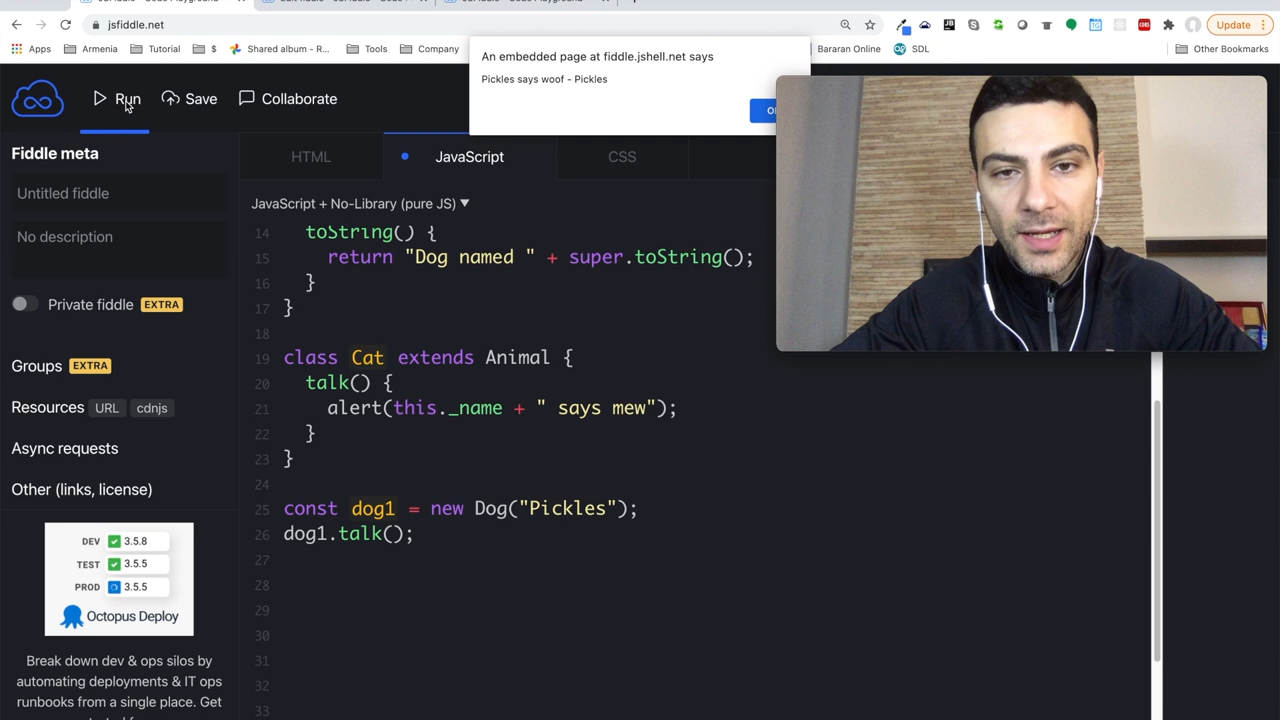 jsfiddle.net
Update
Apps
Armenia
Tutorial
$
Shared album - R...
Tools
Company
Bararan Online
SDL
Other Bookmarks
An embedded page at fiddle.jshell.net says
Pickles says woof - Pickles
Run
Save
Collaborate
Fiddle meta
Untitled fiddle
No description
Private fiddle EXTRA
Groups EXTRA
Resources URL cdnjs
Async requests
Other (links, license)
DEV 3.5.8
TEST 3.5.5
PROD 3.5.5
Octopus Deploy
Break down dev & ops silos by
automating deployments & IT ops
runbooks from a single place. Get
HTML
JavaScript
CSS
JavaScript + No-Library (pure JS) ▼
14 toString() {
15 return "Dog named " + super.toString();
16 }
17 }
18
19 class Cat extends Animal {
20 talk() {
21 alert(this._name + " says mew");
22 }
23 }
24
25 const dog1 = new Dog("Pickles");
26 dog1.talk();
27
28
29
30
31
32
33